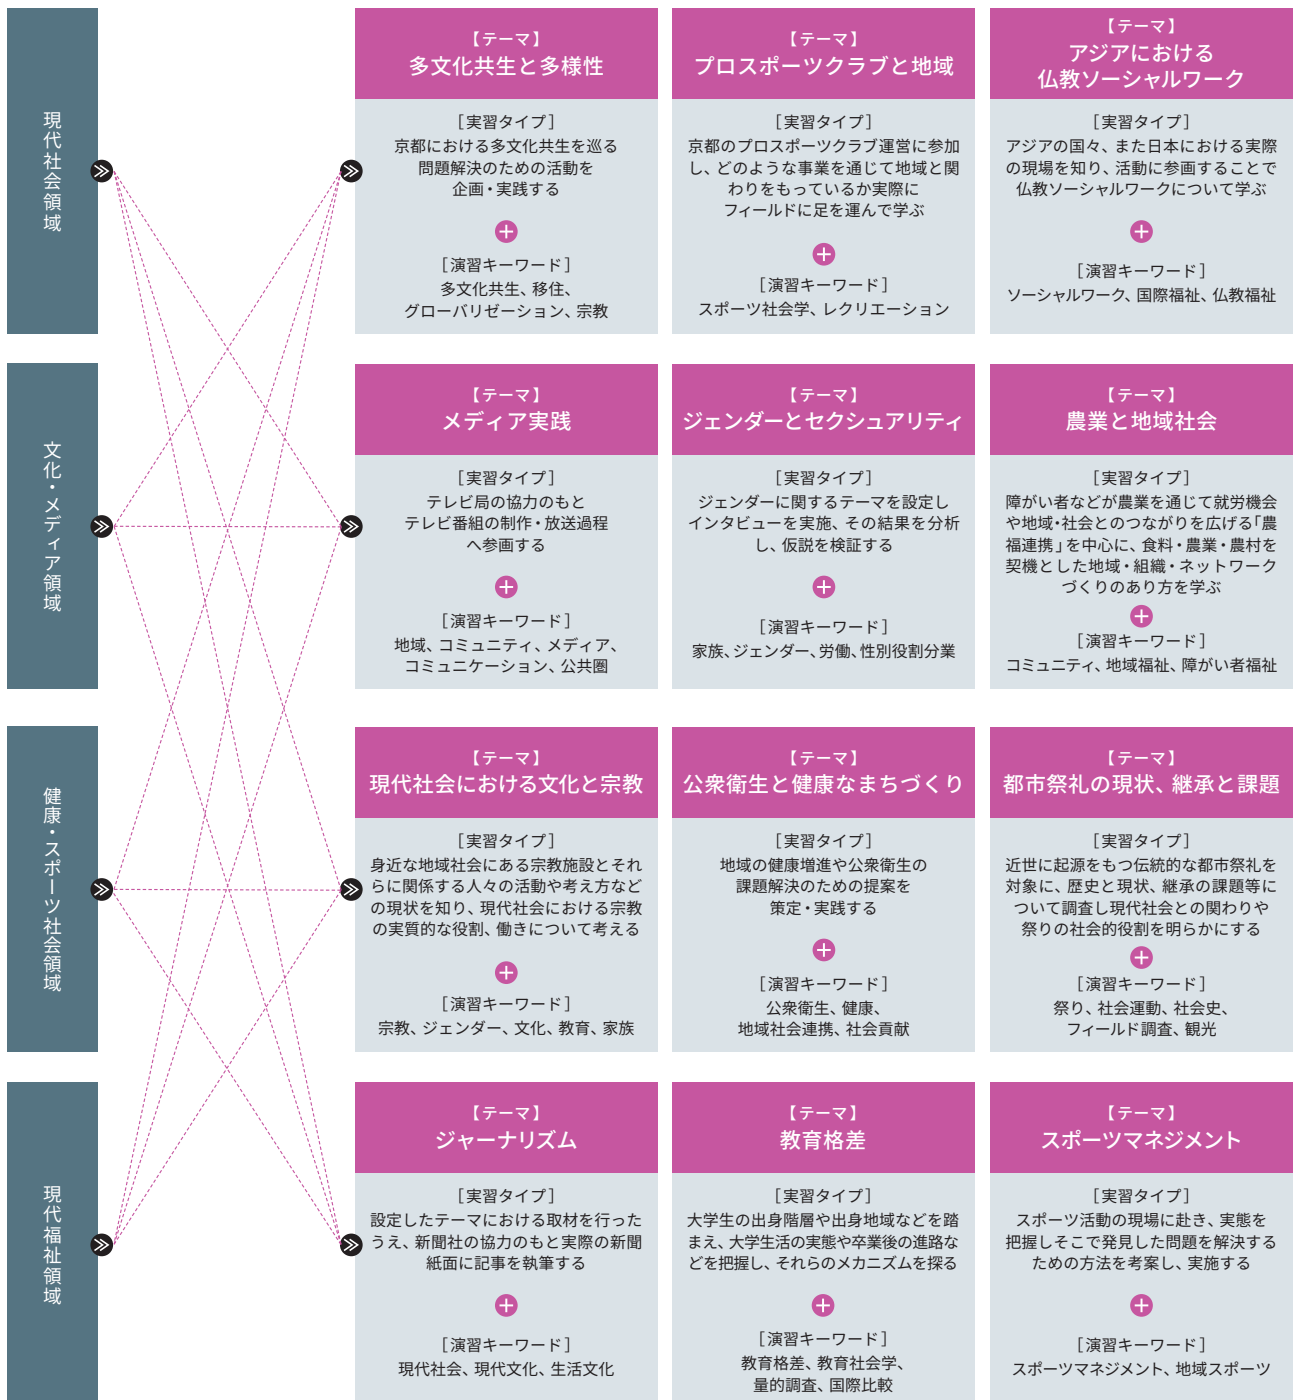 現代社会領域
【テーマ】
多文化共生と多様性
［実習タイプ］
京都における多文化共生を巡る
問題解決のための活動を
企画・実践する
［演習キーワード］
多文化共生、移住、
グローバリゼーション、宗教
【テーマ】
プロスポーツクラブと地域
［実習タイプ］
京都のプロスポーツクラブ運営に参加
し、どのような事業を通じて地域と関
わりをもっているか実際に
フィールドに足を運んで学ぶ
［演習キーワード］
スポーツ社会学、レクリエーション
【テーマ】
アジアにおける
仏教ソーシャルワーク
［実習タイプ］
アジアの国々、また日本における実際
の現場を知り、活動に参画することで
仏教ソーシャルワークについて学ぶ
［演習キーワード］
ソーシャルワーク、国際福祉、仏教福祉
文化・メディア領域
【テーマ】
メディア実践
［実習タイプ］
テレビ局の協力のもと
テレビ番組の制作・放送過程
へ参画する
［演習キーワード］
地域、コミュニティ、メディア、
コミュニケーション、公共圏
【テーマ】
ジェンダーとセクシュアリティ
［実習タイプ］
ジェンダーに関するテーマを設定し
インタビューを実施、その結果を分析
し、仮説を検証する
［演習キーワード］
家族、ジェンダー、労働、性別役割分業
【テーマ】
農業と地域社会
［実習タイプ］
障がい者などが農業を通じて就労機会
や地域・社会とのつながりを広げる「農
福連携」を中心に、食料・農業・農村を
契機とした地域・組織・ネットワーク
づくりのあり方を学ぶ
［演習キーワード］
コミュニティ、地域福祉、障がい者福祉
健康・スポーツ社会領域
【テーマ】
現代社会における文化と宗教
［実習タイプ］
身近な地域社会にある宗教施設とそれ
らに関係する人々の活動や考え方など
の現状を知り、現代社会における宗教
の実質的な役割、働きについて考える
［演習キーワード］
宗教、ジェンダー、文化、教育、家族
【テーマ】
公衆衛生と健康なまちづくり
［実習タイプ］
地域の健康増進や公衆衛生の
課題解決のための提案を
策定・実践する
［演習キーワード］
公衆衛生、健康、
地域社会連携、社会貢献
【テーマ】
都市祭礼の現状、継承と課題
［実習タイプ］
近世に起源をもつ伝統的な都市祭礼を
対象に、歴史と現状、継承の課題等に
ついて調査し現代社会との関わりや
祭りの社会的役割を明らかにする
［演習キーワード］
祭り、社会運動、社会史、
フィールド調査、観光
現代福祉領域
【テーマ】
ジャーナリズム
［実習タイプ］
設定したテーマにおける取材を行った
うえ、新聞社の協力のもと実際の新聞
紙面に記事を執筆する
［演習キーワード］
現代社会、現代文化、生活文化
【テーマ】
教育格差
［実習タイプ］
大学生の出身階層や出身地域などを踏
まえ、大学生活の実態や卒業後の進路な
どを把握し、それらのメカニズムを探る
［演習キーワード］
教育格差、教育社会学、
量的調査、国際比較
【テーマ】
スポーツマネジメント
［実習タイプ］
スポーツ活動の現場に赴き、実態を
把握しそこで発見した問題を解決する
ための方法を考案し、実施する
［演習キーワード］
スポーツマネジメント、地域スポーツ